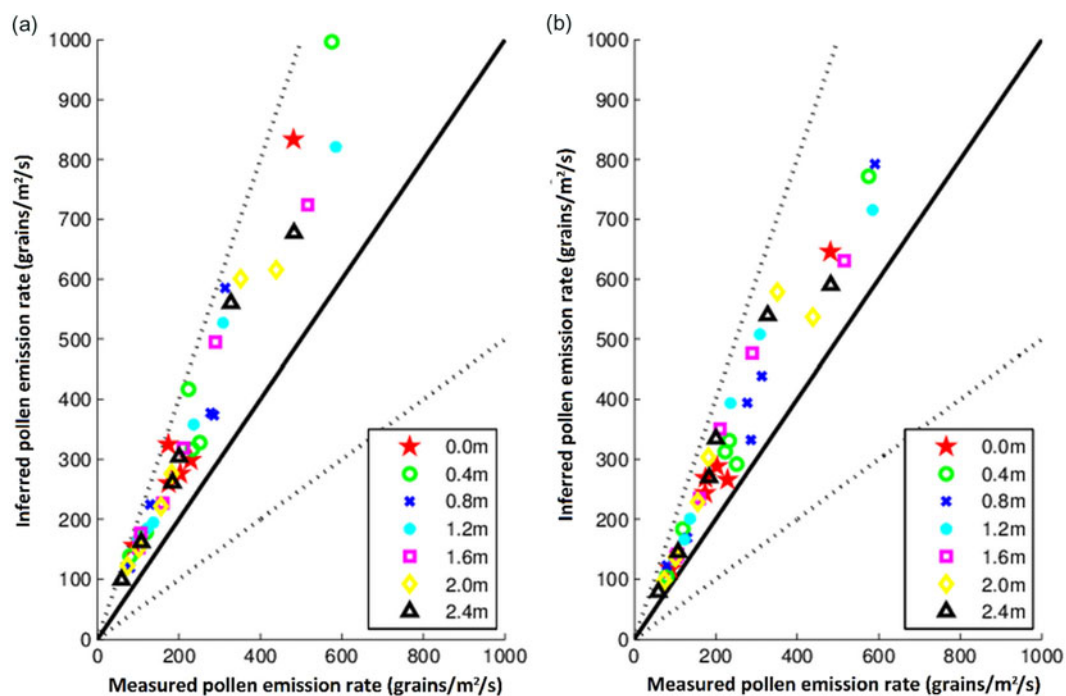 (a)
Inferred pollen emission rate (grains/m²/s)
1000
900
800
700
600
500
400
300
200
100
0
0 200 400 600 800 1000
Measured pollen emission rate (grains/m²/s)
0.0m
0.4m
0.8m
1.2m
1.6m
2.0m
2.4m
(b)
Inferred pollen emission rate (grains/m²/s)
1000
900
800
700
600
500
400
300
200
100
0
0 200 400 600 800 1000
Measured pollen emission rate (grains/m²/s)
0.0m
0.4m
0.8m
1.2m
1.6m
2.0m
2.4m